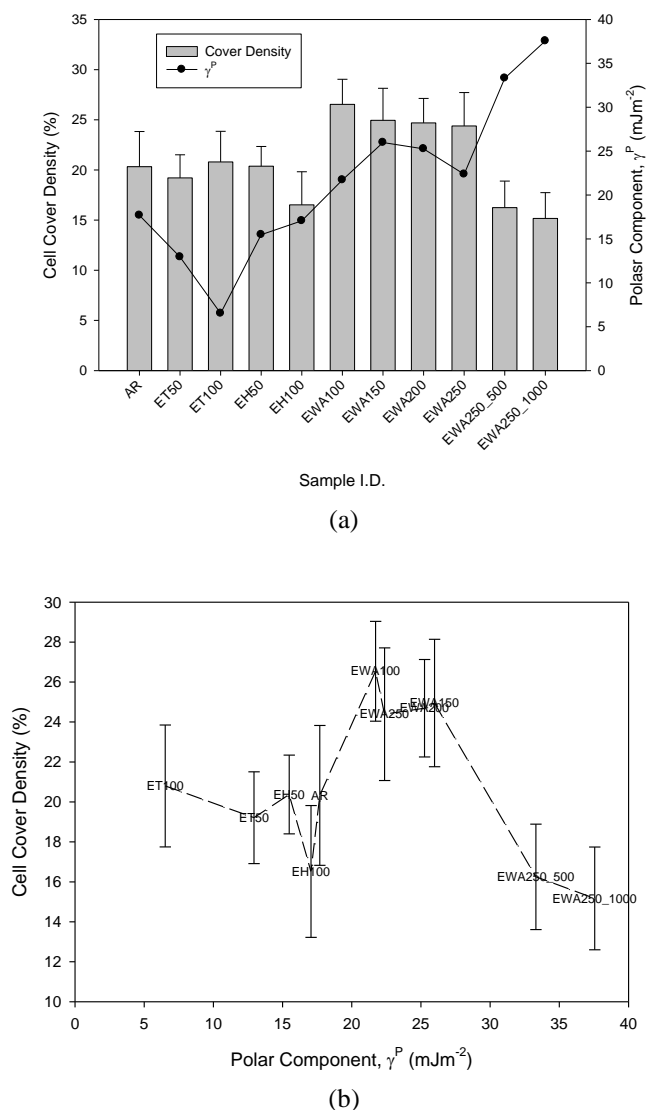 35
30
25
20
15
10
5
0
Cell Cover Density (%)
Cover Density
γP
40
35
30
25
20
15
10
5
0
Polasr Component, γP (mJm-2)
AR
ET50
ET100
EH50
EH100
EWA100
EWA150
EWA200
EWA250
EWA250_500
EWA250_1000
Sample I.D.
(a)
30
28
26
24
22
20
18
16
14
12
10
Cell Cover Density (%)
ET100
ET50
EH50
EH100
AR
EWA100
EWA250
EWA200
EWA150
EWA250_500
EWA250_1000
0 5 10 15 20 25 30 35 40
Polar Component, γP (mJm-2)
(b)